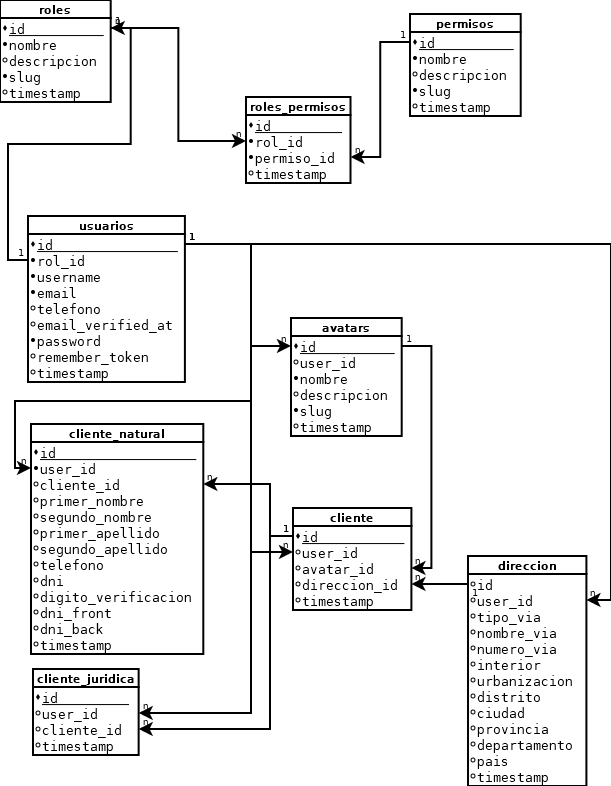 roles
id
nombre
descripcion
slug
timestamp
permisos
id
nombre
descripcion
slug
timestamp
1
roles_permisos
id
rol_id
permiso_id
timestamp
n
n
usuarios
id
rol_id
username
email
telefono
email_verified_at
password
remember_token
timestamp
1
1
avatars
id
user_id
nombre
descripcion
slug
timestamp
n
1
cliente_natural
id
user_id
cliente_id
primer_nombre
segundo_nombre
primer_apellido
segundo_apellido
telefono
dni
digito_verificacion
dni_front
dni_back
timestamp
n
n
cliente
id
user_id
avatar_id
direccion_id
timestamp
1
n
n
n
direccion
id
user_id
tipo_via
nombre_via
numero_via
interior
urbanizacion
distrito
ciudad
provincia
departamento
pais
timestamp
1
n
cliente_juridica
id
user_id
cliente_id
timestamp
n
n